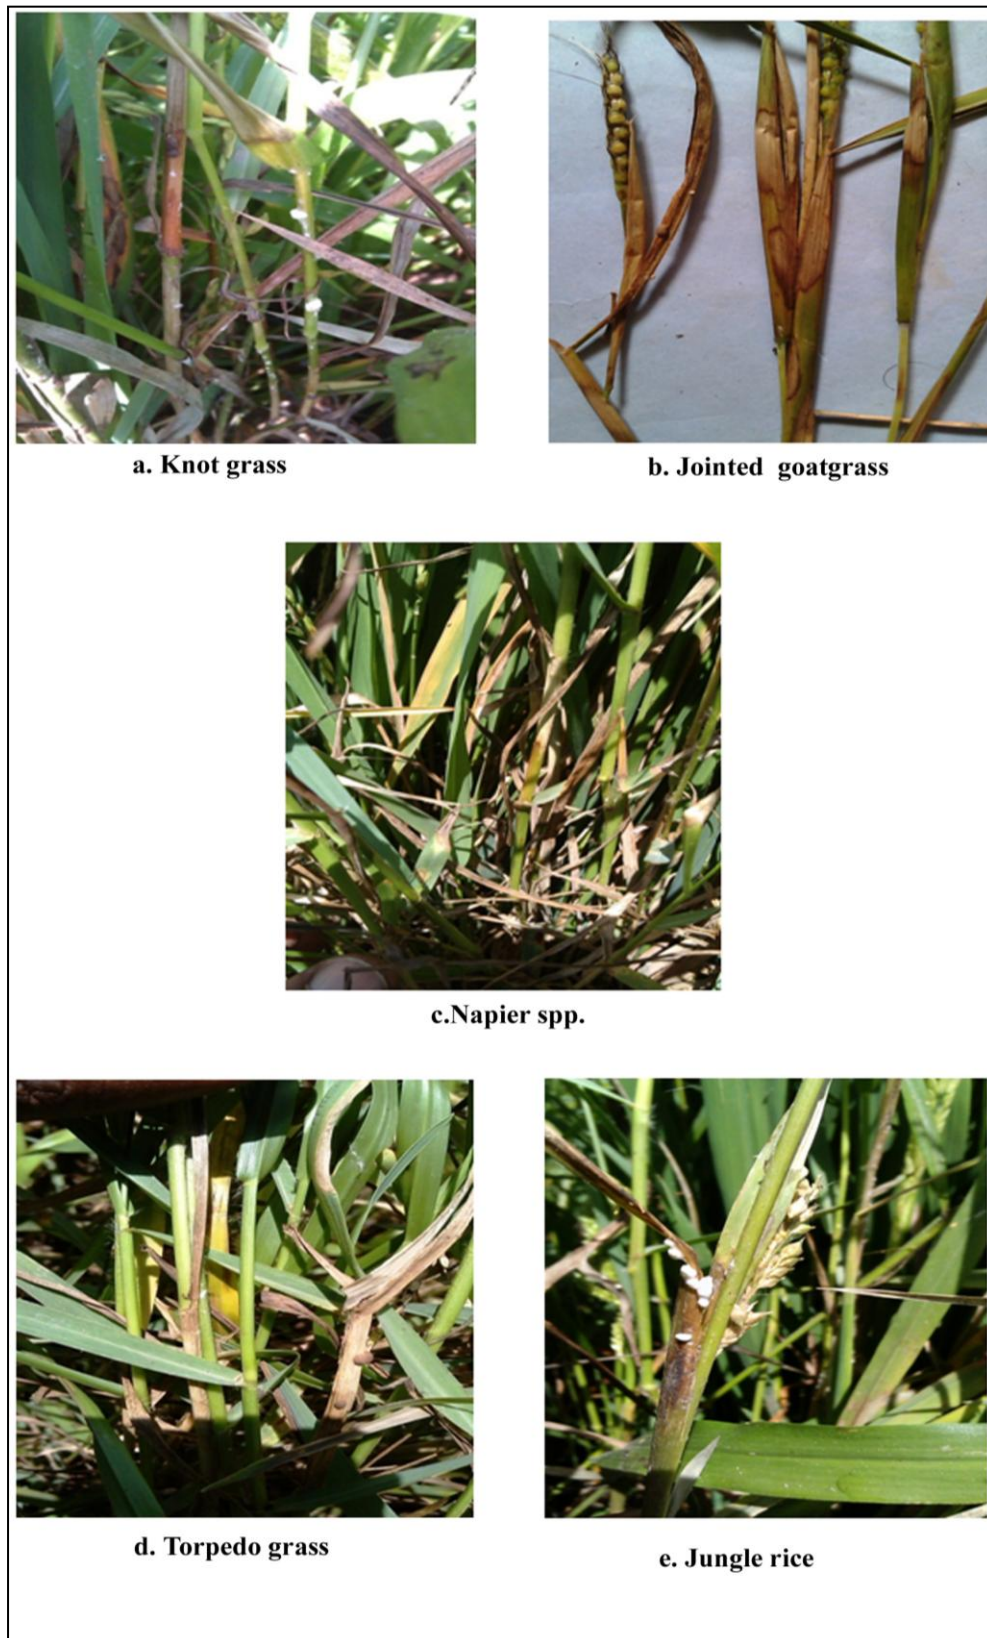 a. Knot grass
b. Jointed goatgrass
c.Napier spp.
d. Torpedo grass
e. Jungle rice